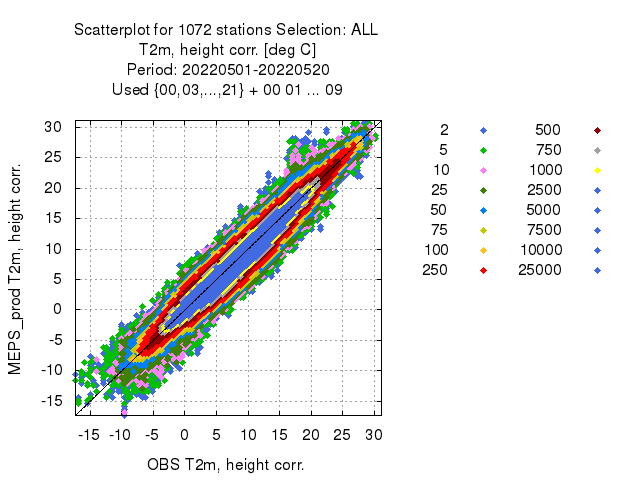 Scatterplot for 1072 stations Selection: ALL
T2m, height corr. [deg C]
Period: 20220501-20220520
Used {00,03,...,21} + 00 01 ... 09
30
25
20
15
10
5
0
-5
-10
-15
MEPS_prod T2m, height corr.
-15 -10 -5 0 5 10 15 20 25 30
OBS T2m, height corr.
2 500
5 750
10 1000
25 2500
50 5000
75 7500
100 10000
250 25000